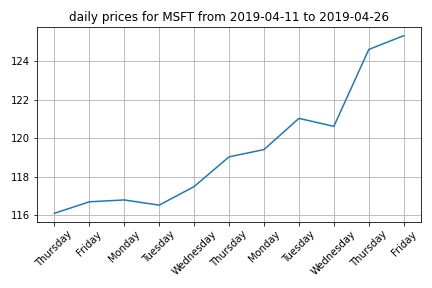 daily prices for MSFT from 2019-04-11 to 2019-04-26
124
122
120
118
116
Thursday
Friday
Monday
Tuesday
Wednesday
Thursday
Monday
Tuesday
Wednesday
Thursday
Friday